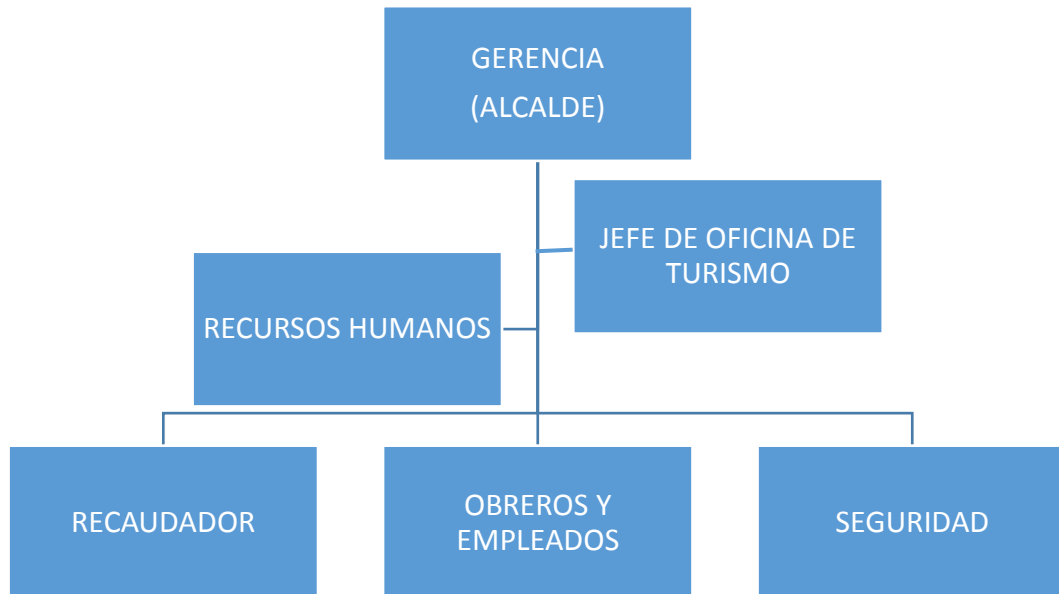 GERENCIA
(ALCALDE)
JEFE DE OFICINA DE
TURISMO
RECURSOS HUMANOS
RECAUDADOR
OBREROS Y
EMPLEADOS
SEGURIDAD